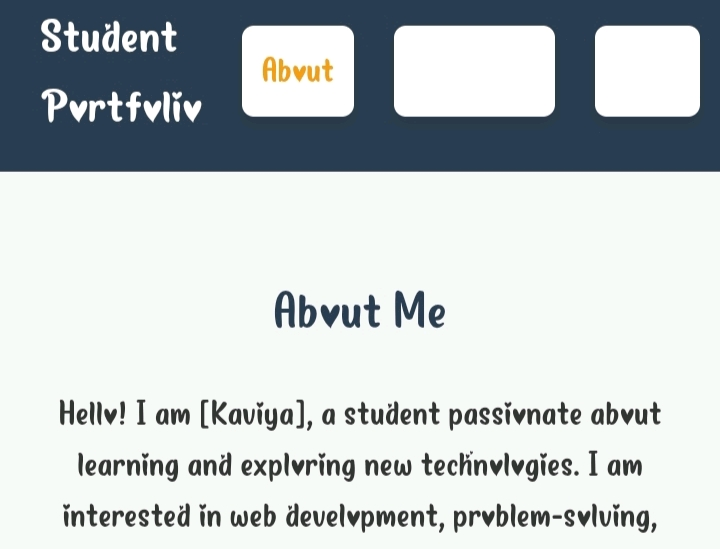 Student
Portfolio
About
About Me
Hello! I am [Kaviya], a student passionate about
learning and exploring new technologies. I am
interested in web development, problem-solving,